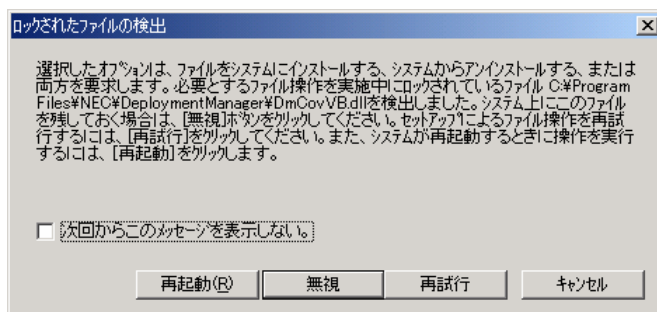 ロックされたファイルの検出
選択したオプションは、ファイルをシステムにインストールする、システムからアンインストールする、または
両方を要求します。必要とするファイル操作を実施中にロックされているファイル C:¥Program
Files¥NEC¥DeploymentManager¥DmCovVB.dllを検出しました。システム上にこのファイル
を残しておく場合は、[無視]ボタンをクリックしてください。セットアップによるファイル操作を再試
行するには、[再試行]をクリックしてください。また、システムが再起動するときに操作を実行
するには、[再起動]をクリックします。
次回からこのメッセージを表示しない。
再起動(R) 無視 再試行 キャンセル